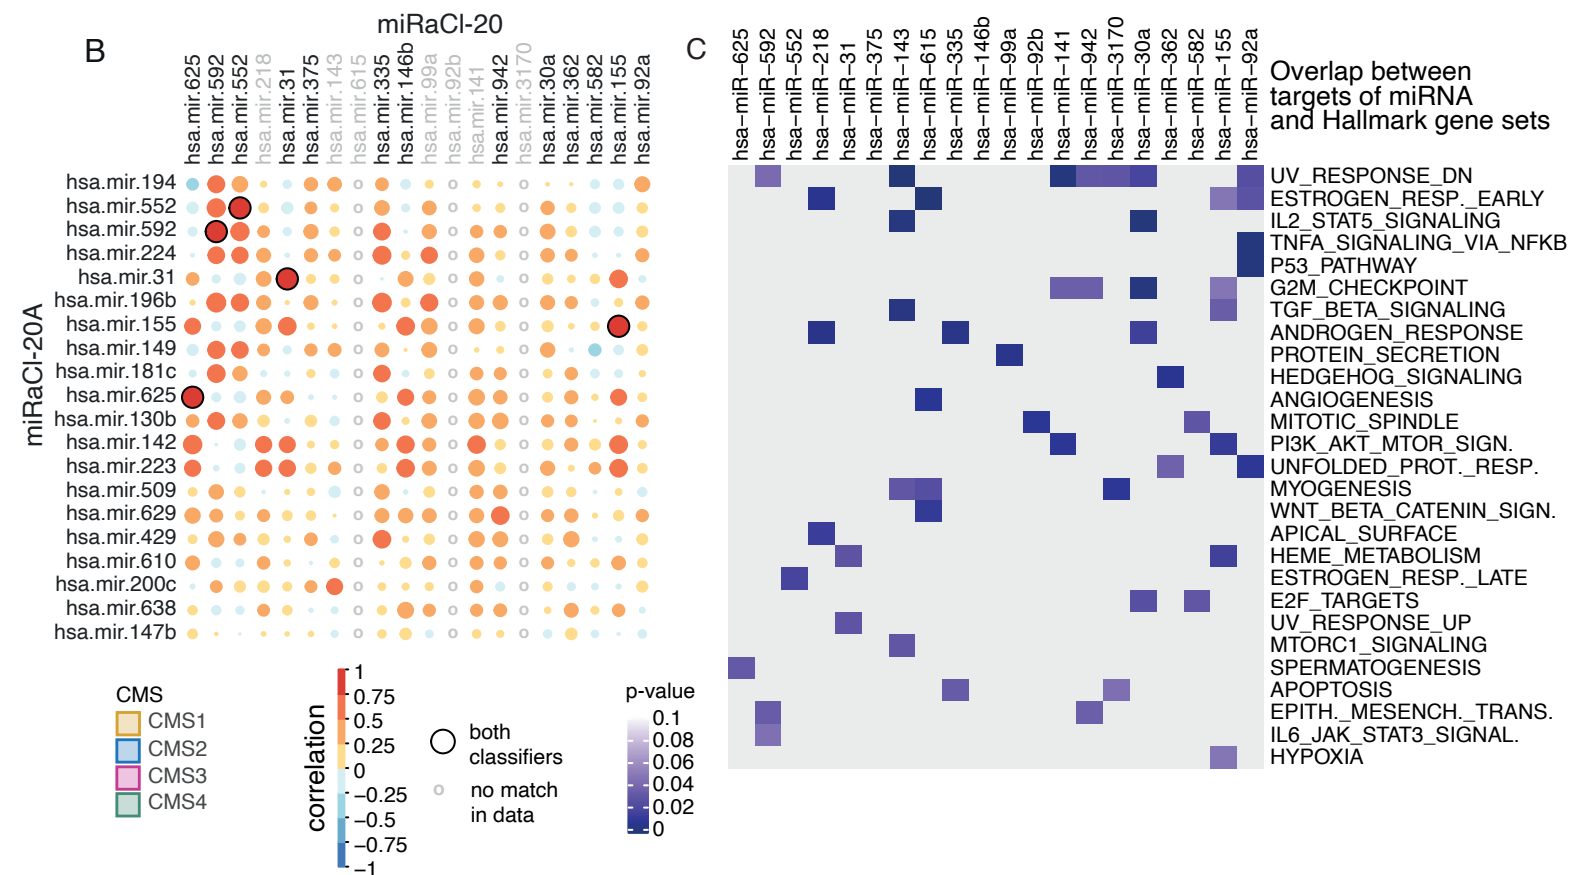 miRaCl-20
B
hsa.mir.625
hsa.mir.592
hsa.mir.552
hsa.mir.218
hsa.mir.31
hsa.mir.375
hsa.mir.143
hsa.mir.615
hsa.mir.335
hsa.mir.146b
hsa.mir.99a
hsa.mir.92b
hsa.mir.141
hsa.mir.942
hsa.mir.3170
hsa.mir.30a
hsa.mir.362
hsa.mir.582
hsa.mir.155
hsa.mir.92a
miRaCl-20A
hsa.mir.194
hsa.mir.552
hsa.mir.592
hsa.mir.224
hsa.mir.31
hsa.mir.196b
hsa.mir.155
hsa.mir.149
hsa.mir.181c
hsa.mir.625
hsa.mir.130b
hsa.mir.142
hsa.mir.223
hsa.mir.509
hsa.mir.629
hsa.mir.429
hsa.mir.610
hsa.mir.200c
hsa.mir.638
hsa.mir.147b
CMS
CMS1
CMS2
CMS3
CMS4
correlation
1
0.75
0.5
0.25
0
−0.25
−0.5
−0.75
−1
both
classifiers
o no match
in data
p-value
0.1
0.08
0.06
0.04
0.02
0
C
hsa−miR−625
hsa−miR−592
hsa−miR−552
hsa−miR−218
hsa−miR−31
hsa−miR−375
hsa−miR−143
hsa−miR−615
hsa−miR−335
hsa−miR−146b
hsa−miR−99a
hsa−miR−92b
hsa−miR−141
hsa−miR−942
hsa−miR−3170
hsa−miR−30a
hsa−miR−362
hsa−miR−582
hsa−miR−155
hsa−miR−92a
Overlap between
targets of miRNA
and Hallmark gene sets
UV_RESPONSE_DN
ESTROGEN_RESP._EARLY
IL2_STAT5_SIGNALING
TNFA_SIGNALING_VIA_NFKB
P53_PATHWAY
G2M_CHECKPOINT
TGF_BETA_SIGNALING
ANDROGEN_RESPONSE
PROTEIN_SECRETION
HEDGEHOG_SIGNALING
ANGIOGENESIS
MITOTIC_SPINDLE
PI3K_AKT_MTOR_SIGN.
UNFOLDED_PROT._RESP.
MYOGENESIS
WNT_BETA_CATENIN_SIGN.
APICAL_SURFACE
HEME_METABOLISM
ESTROGEN_RESP._LATE
E2F_TARGETS
UV_RESPONSE_UP
MTORC1_SIGNALING
SPERMATOGENESIS
APOPTOSIS
EPITH._MESENCH._TRANS.
IL6_JAK_STAT3_SIGNAL.
HYPOXIA